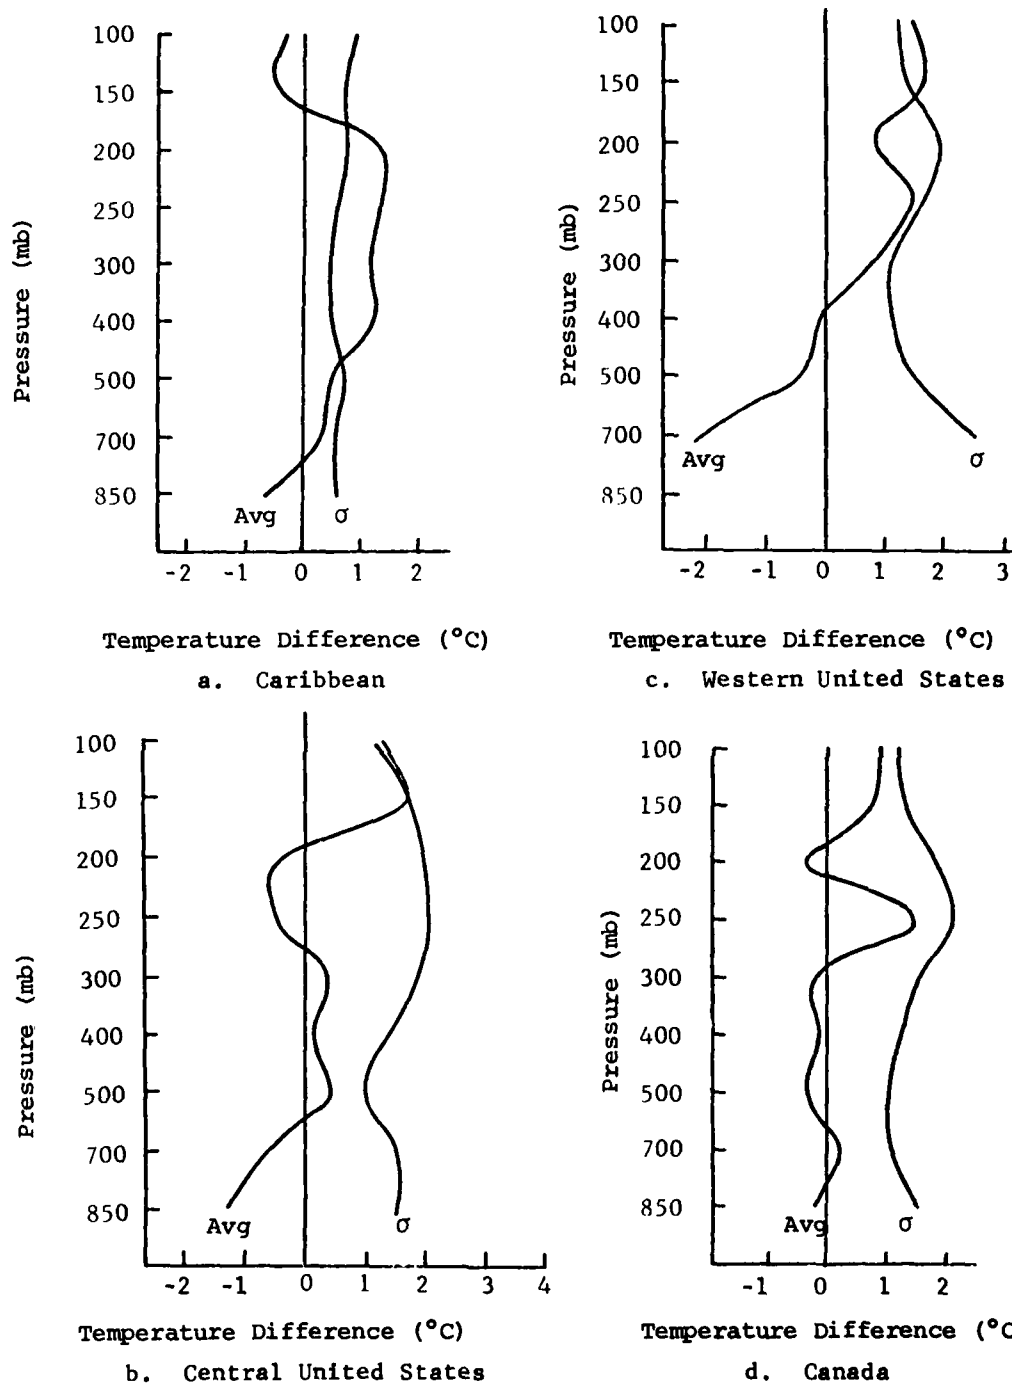 100
150
200
250
300
400
500
700
850
Pressure (mb)
Avg
σ
-2 -1 0 1 2
Temperature Difference (°C)
a. Caribbean
100
150
200
250
300
400
500
700
850
Pressure (mb)
Avg
σ
-2 -1 0 1 2 3
Temperature Difference (°C)
c. Western United States
100
150
200
250
300
400
500
700
850
Pressure (mb)
Avg
σ
-2 -1 0 1 2 3 4
Temperature Difference (°C)
b. Central United States
100
150
200
250
300
400
500
700
850
Pressure (mb)
Avg
σ
-1 0 1 2
Temperature Difference (°C
d. Canada